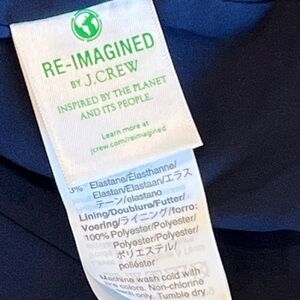 RE-IMAGINED
BY J.CREW
INSPIRED BY THE PLANET
AND ITS PEOPLE.
Learn more at
jcrew.com/reimagined
3% Elastane/Élasthanne/
Elastan/Elastaan/エラス
テーン/elastano
Lining/Doublure/Futter/
Voering/ライニング/forro:
100% Polyester/Polyester/
Polyester/Polyester/
ポリエステル/
poliéster
Machine wash cold with
colors. Non-chlorine
only. Tumble dry